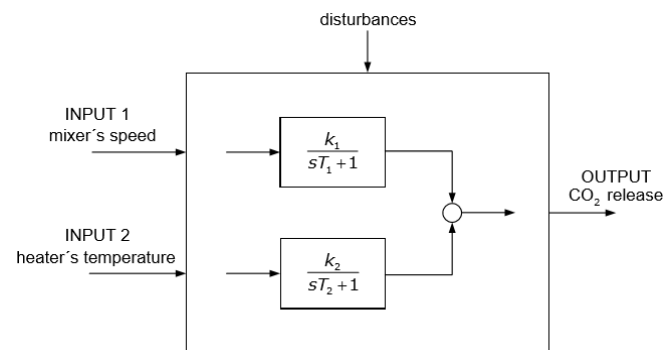 disturbances
INPUT 1
mixer´s speed
k₁
sT₁+1
OUTPUT
CO₂ release
INPUT 2
heater´s temperature
k₂
sT₂+1